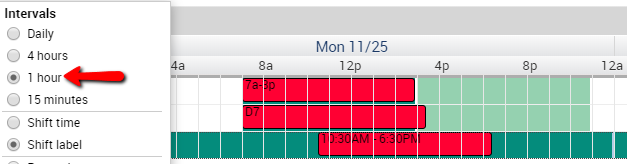 Intervals
Daily
4 hours
1 hour
15 minutes
Shift time
Shift label
Mon 11/25
4a 8a 12p 4p 8p 12a
7a-3p
D7
10:30AM - 6:30PM